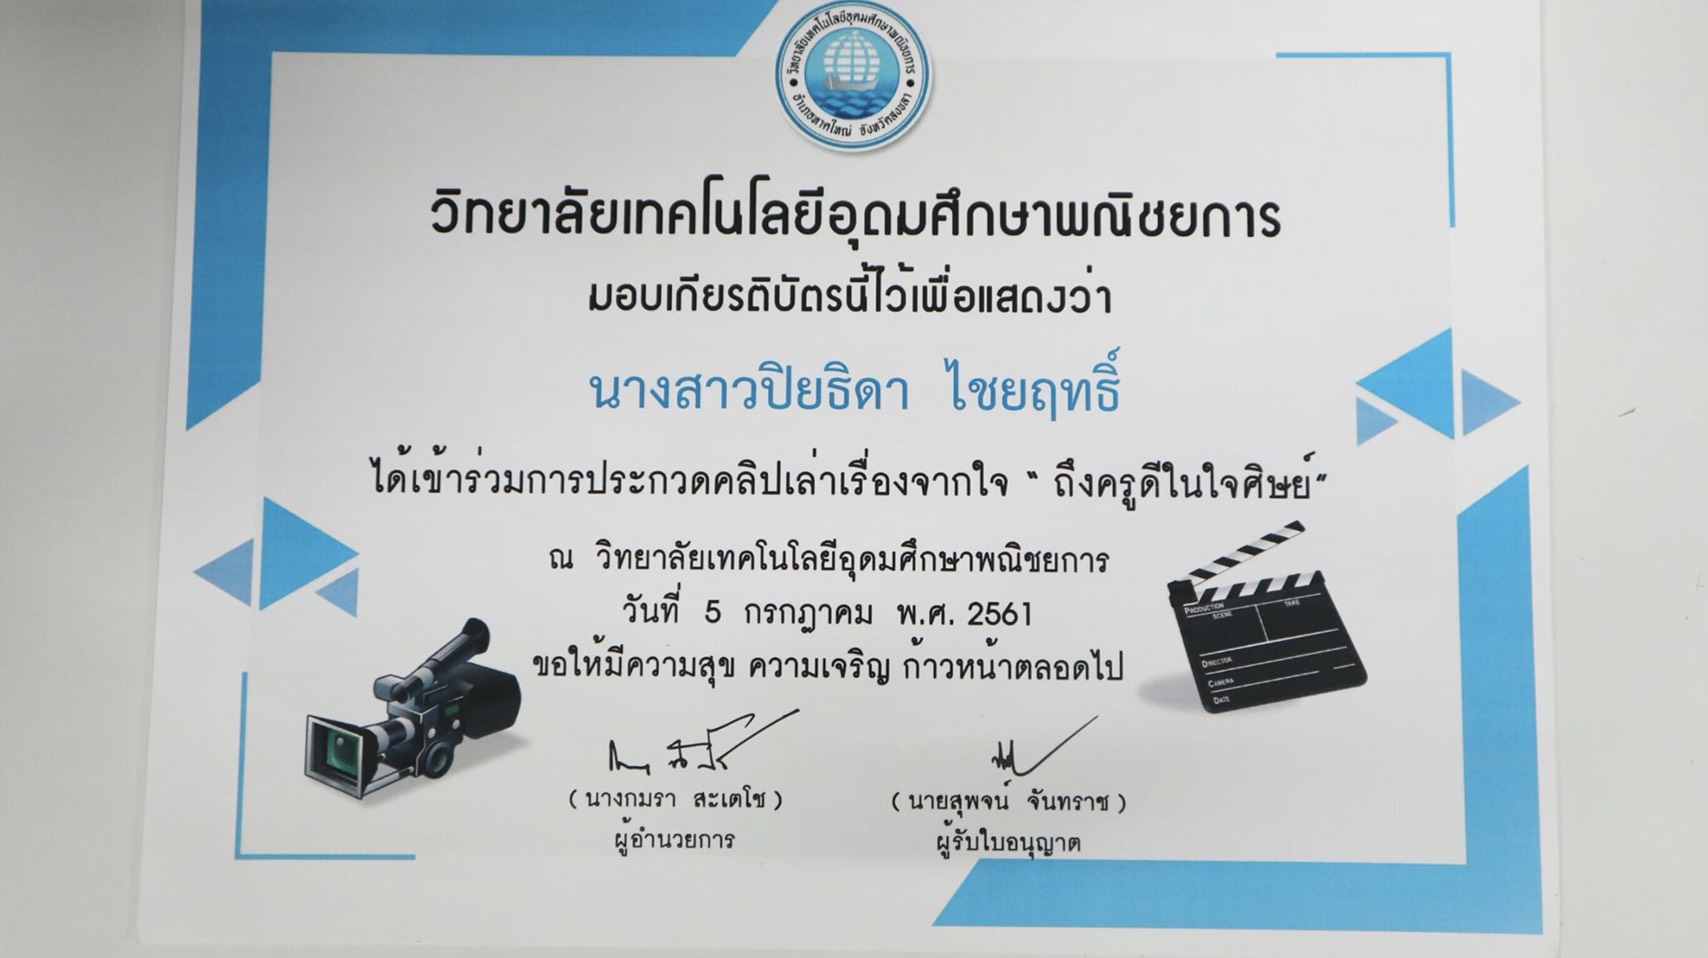 วิทยาลัยเทคโนโลยีอุดมศึกษาพณิชยการ
อำเภอหาดใหญ่ จังหวัดสงขลา
วิทยาลัยเทคโนโลยีอุดมศึกษาพณิชยการ
มอบเกียรติบัตรนี้ไว้เพื่อแสดงว่า
นางสาวปิยธิดา ไชยฤทธิ์
ได้เข้าร่วมการประกวดคลิปเล่าเรื่องจากใจ " ถึงครูดีในใจศิษย์"
ณ วิทยาลัยเทคโนโลยีอุดมศึกษาพณิชยการ
วันที่ 5 กรกฎาคม พ.ศ. 2561
ขอให้มีความสุข ความเจริญ ก้าวหน้าตลอดไป
PRODUCTION
SCENE TAKE
DIRECTOR
CAMERA
DATE
(นางกมรา สะเตโช) (นายสุพจน์ จันทราช)
ผู้อำนวยการ ผู้รับใบอนุญาต